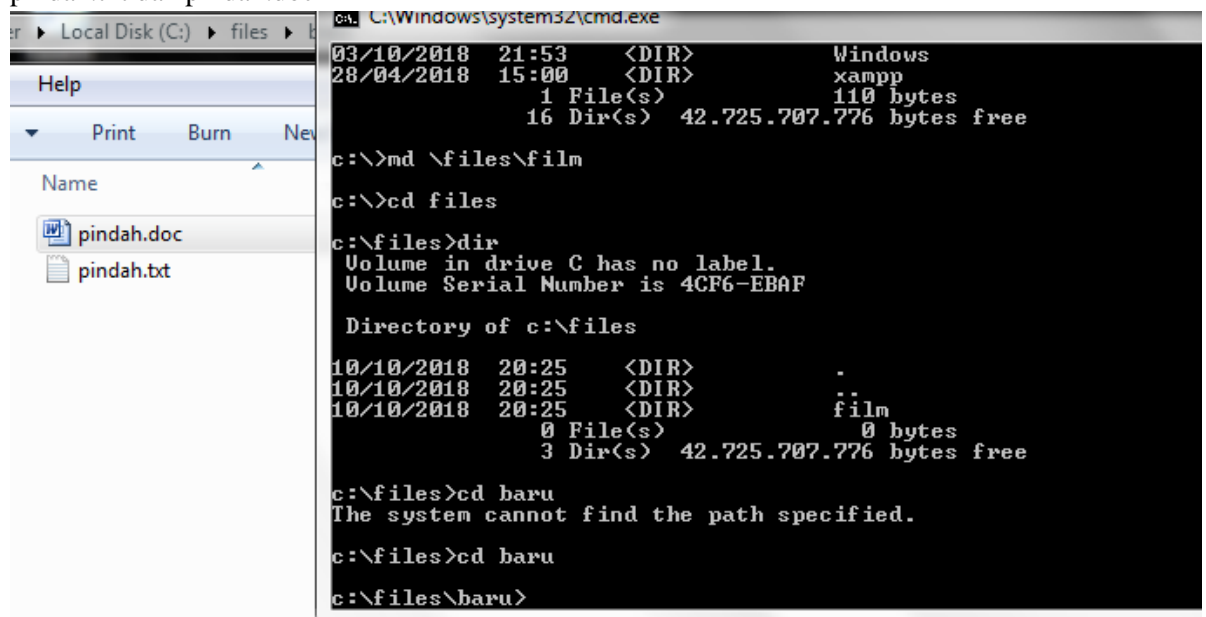 Local Disk (C:) files
Help
Print Burn
Name
pindah.doc
pindah.txt
C:\Windows\system32\cmd.exe
03/10/2018 21:53 <DIR> Windows
28/04/2018 15:00 <DIR> xampp
1 File(s) 110 bytes
16 Dir(s) 42.725.707.776 bytes free
c:\>md \files\film
c:\>cd files
c:\files>dir
Volume in drive C has no label.
Volume Serial Number is 4CF6-EBAF
Directory of c:\files
10/10/2018 20:25 <DIR> .
10/10/2018 20:25 <DIR> ..
10/10/2018 20:25 <DIR> film
0 File(s) 0 bytes
3 Dir(s) 42.725.707.776 bytes free
c:\files>cd baru
The system cannot find the path specified.
c:\files>cd baru
c:\files\baru>